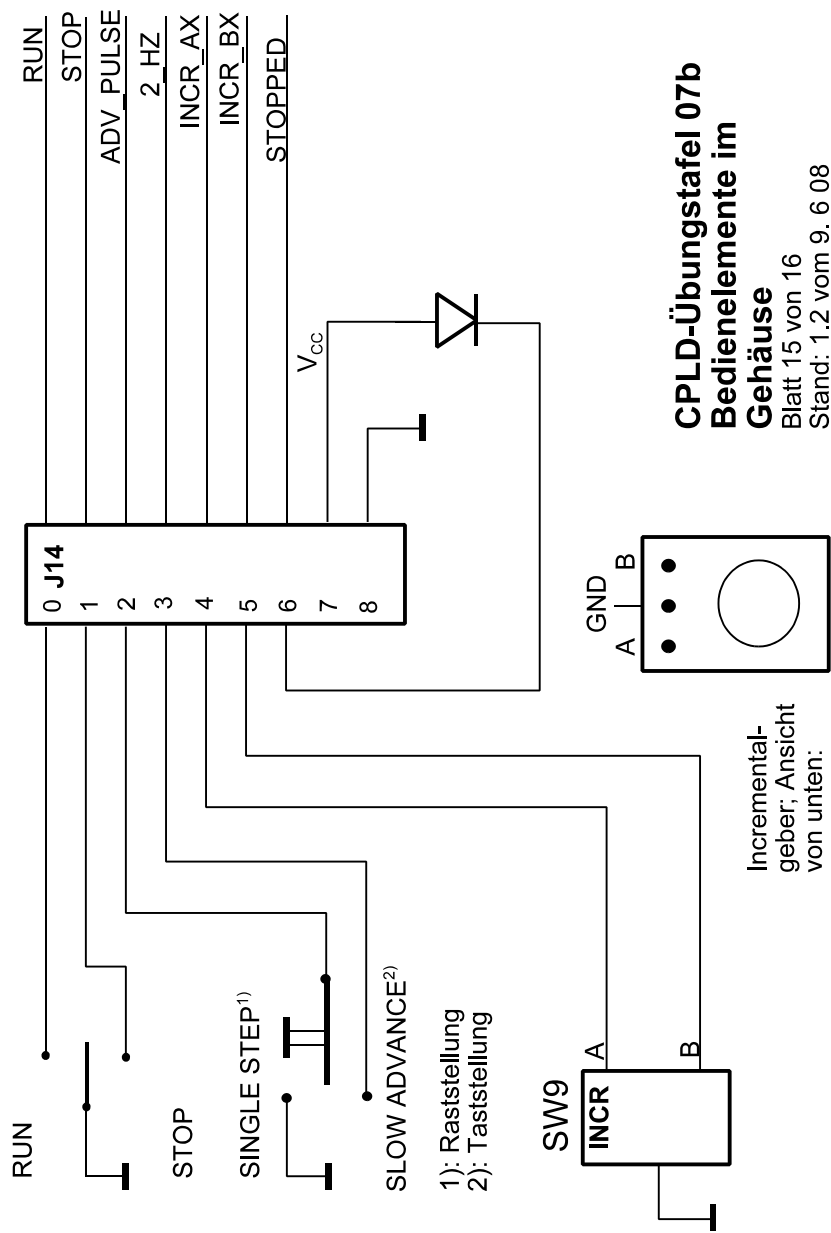 RUN
STOP
ADV_PULSE
2_HZ
INCR_AX
INCR_BX
STOPPED
J14
0
1
2
3
4
5
6
7
8
V_CC
RUN
STOP
SINGLE STEP¹⁾
SLOW ADVANCE²⁾
1): Raststellung
2): Taststellung
SW9
INCR
A
B
Incremental-
geber; Ansicht
von unten:
A
GND
B
CPLD-Übungstafel 07b
Bedienelemente im
Gehäuse
Blatt 15 von 16
Stand: 1.2 vom 9. 6 08